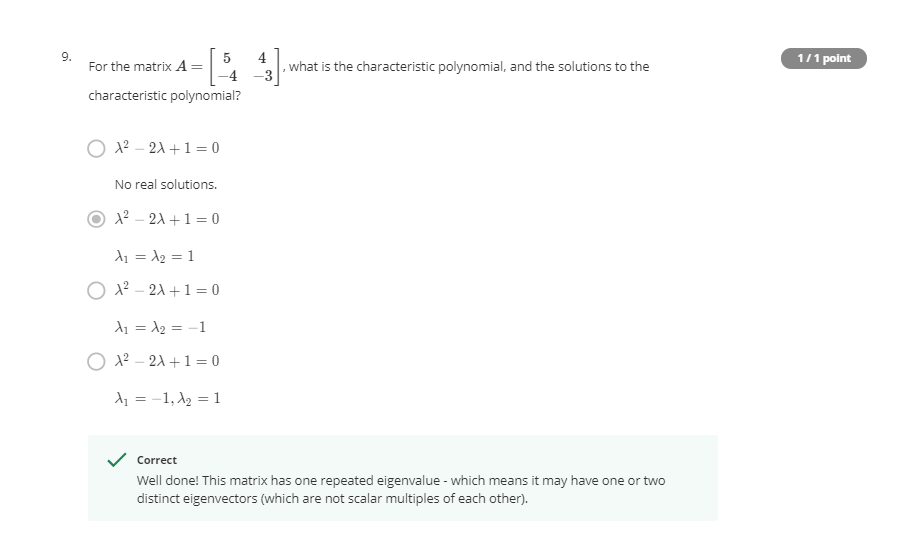 9.
1 / 1 point
For the matrix A = [5 4; −4 −3], what is the characteristic polynomial, and the solutions to the
characteristic polynomial?
λ² − 2λ + 1 = 0
No real solutions.
λ² − 2λ + 1 = 0
λ₁ = λ₂ = 1
λ² − 2λ + 1 = 0
λ₁ = λ₂ = −1
λ² − 2λ + 1 = 0
λ₁ = −1, λ₂ = 1
Correct
Well done! This matrix has one repeated eigenvalue - which means it may have one or two
distinct eigenvectors (which are not scalar multiples of each other).